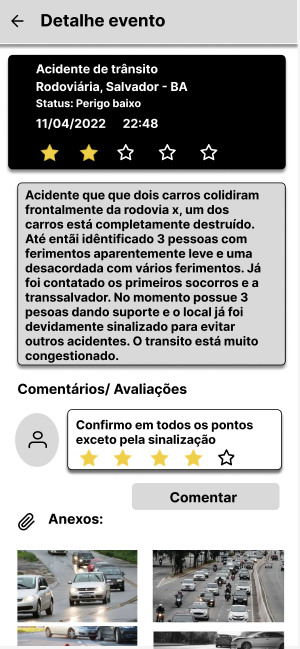 Detalhe evento
Acidente de trânsito
Rodoviária, Salvador - BA
Status: Perigo baixo
11/04/2022 22:48
Acidente que que dois carros colidiram
frontalmente da rodovia x, um dos
carros está completamente destruído.
Até entãi idêntificado 3 pessoas com
ferimentos aparentemente leve e uma
desacordada com vários ferimentos. Já
foi contatado os primeiros socorros e a
transsalvador. No momento possue 3
pesoas dando suporte e o local já foi
devidamente sinalizado para evitar
outros acidentes. O transito está muito
congestionado.
Comentários/ Avaliações
Confirmo em todos os pontos
exceto pela sinalização
Comentar
Anexos: